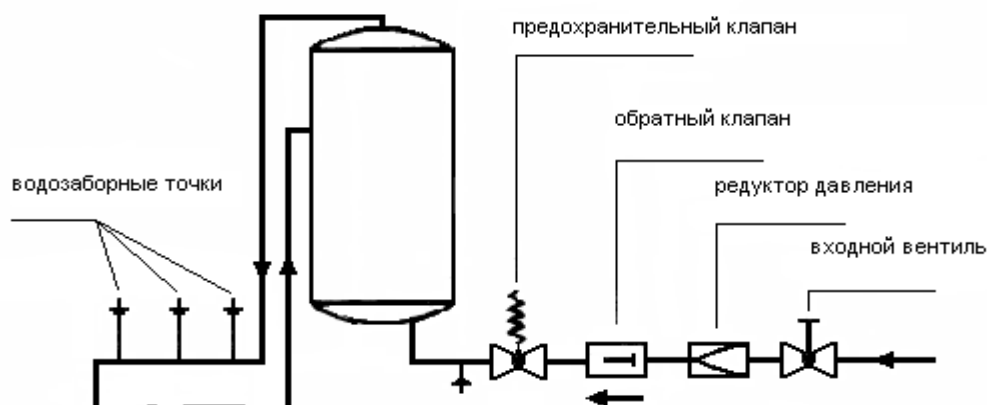 предохранительный клапан
обратный клапан
водозаборные точки
редуктор давления
входной вентиль